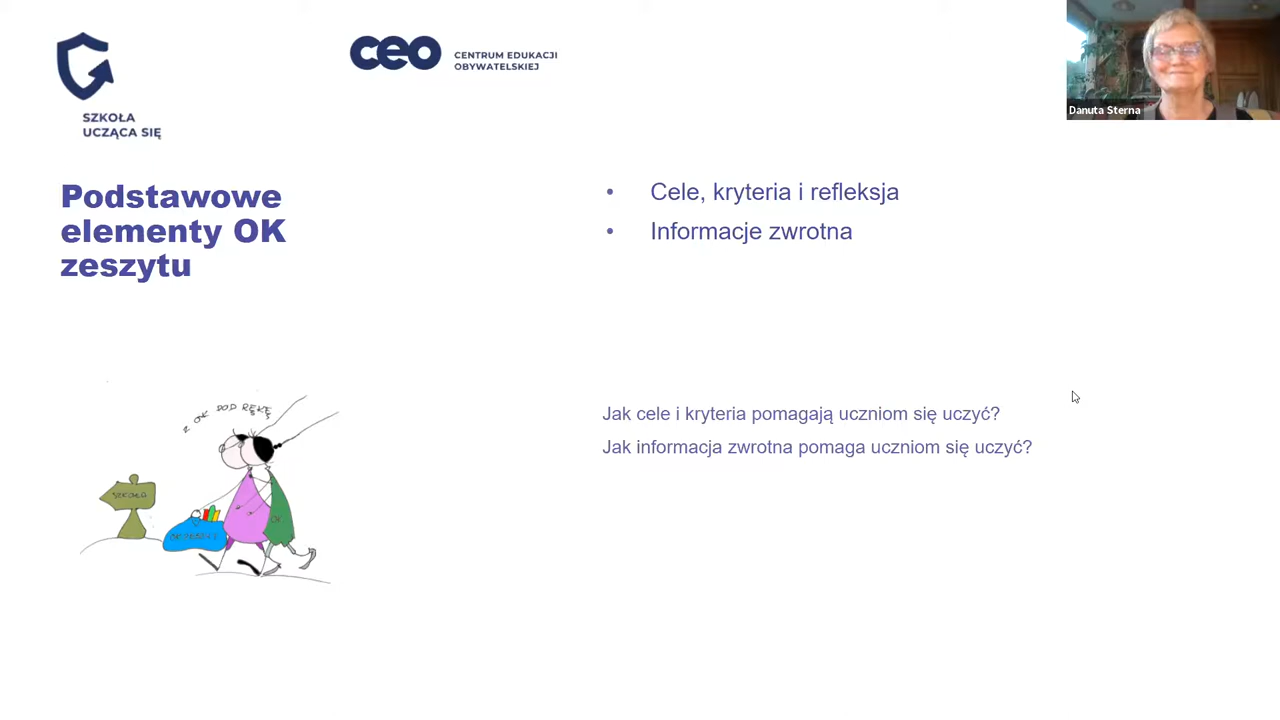 SZKOŁA
UCZĄCA SIĘ
ceo
CENTRUM EDUKACJI
OBYWATELSKIEJ
Danuta Sterna
Podstawowe
elementy OK
zeszytu
• Cele, kryteria i refleksja
• Informacje zwrotna
Z OK POD RĘKĘ
SZKOŁA
OK
Jak cele i kryteria pomagają uczniom się uczyć?
Jak informacja zwrotna pomaga uczniom się uczyć?